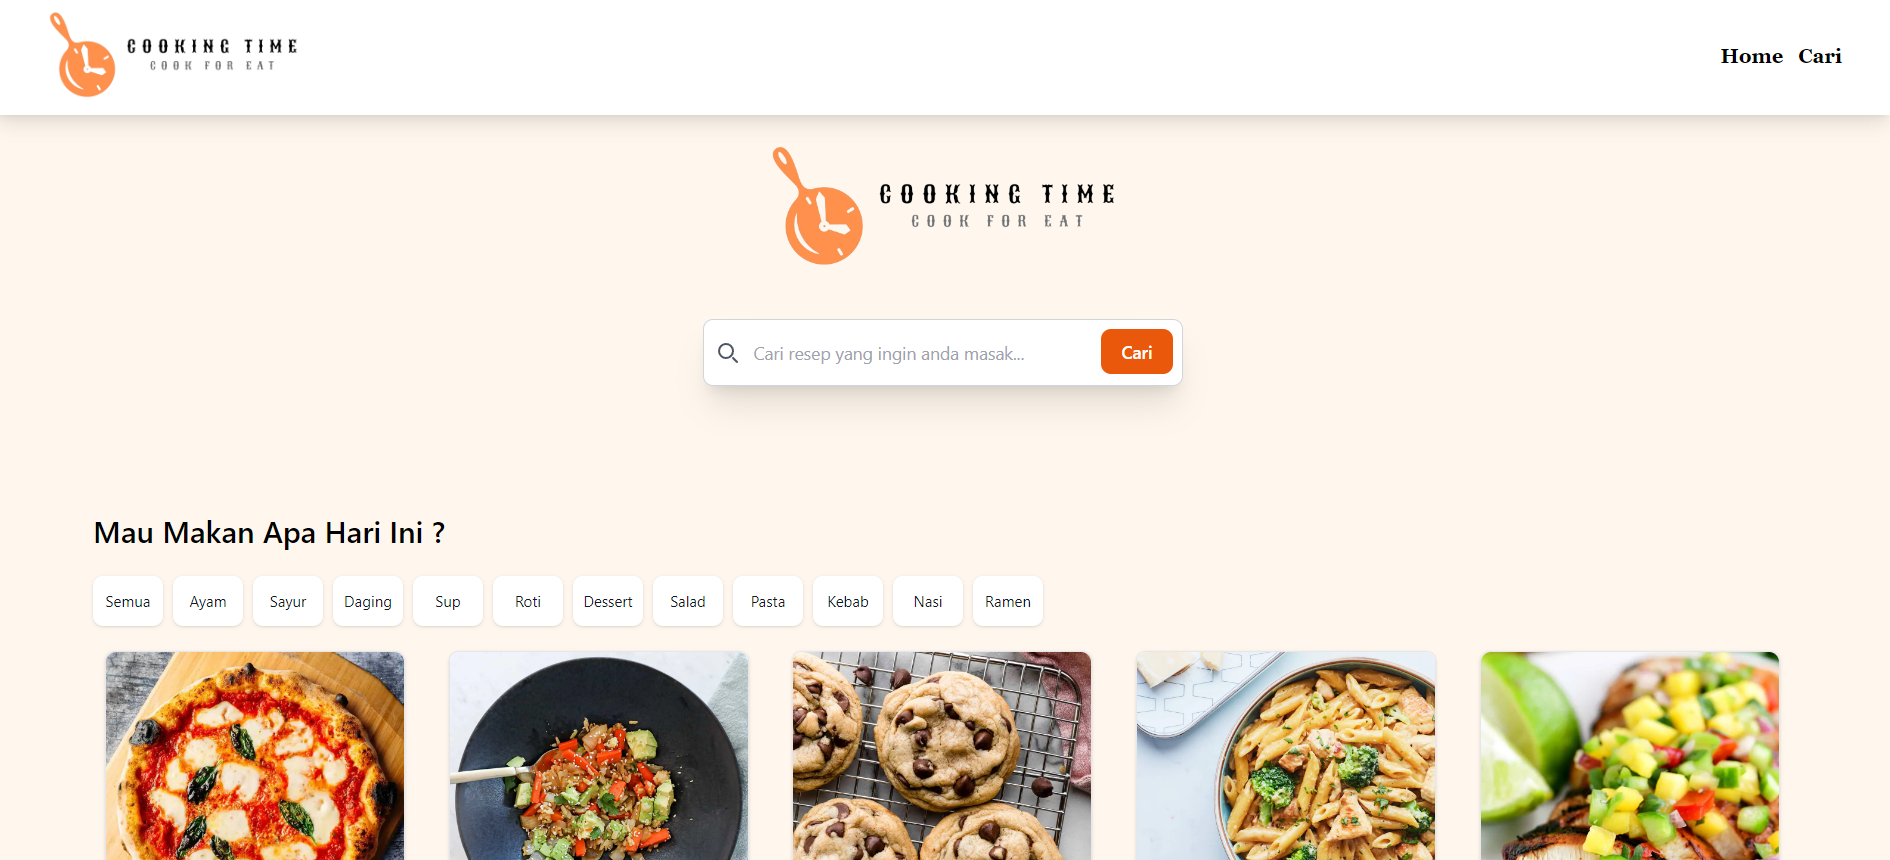 COOKING TIME
COOK FOR EAT
Home Cari
COOKING TIME
COOK FOR EAT
Cari resep yang ingin anda masak...
Cari
Mau Makan Apa Hari Ini ?
Semua Ayam Sayur Daging Sup Roti Dessert Salad Pasta Kebab Nasi Ramen